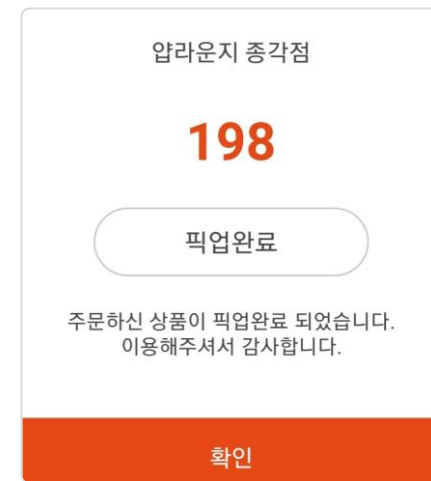 얍라운지 종각점
198
픽업완료
주문하신 상품이 픽업완료 되었습니다.
이용해주셔서 감사합니다.
확인